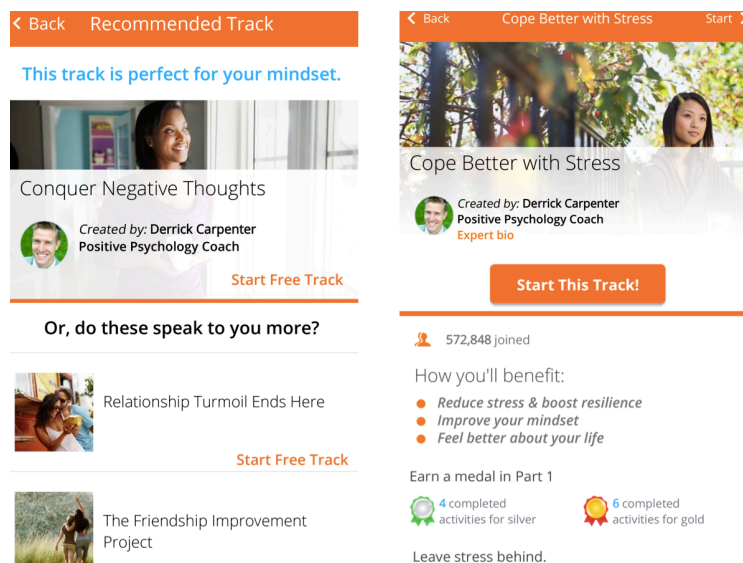 Back Recommended Track
This track is perfect for your mindset.
Conquer Negative Thoughts
Created by: Derrick Carpenter
Positive Psychology Coach
Start Free Track
Or, do these speak to you more?
Relationship Turmoil Ends Here
Start Free Track
The Friendship Improvement
Project
Back Cope Better with Stress Start
Cope Better with Stress
Created by: Derrick Carpenter
Positive Psychology Coach
Expert bio
Start This Track!
572,848 joined
How you'll benefit:
Reduce stress & boost resilience
Improve your mindset
Feel better about your life
Earn a medal in Part 1
4 completed
activities for silver
6 completed
activities for gold
Leave stress behind.